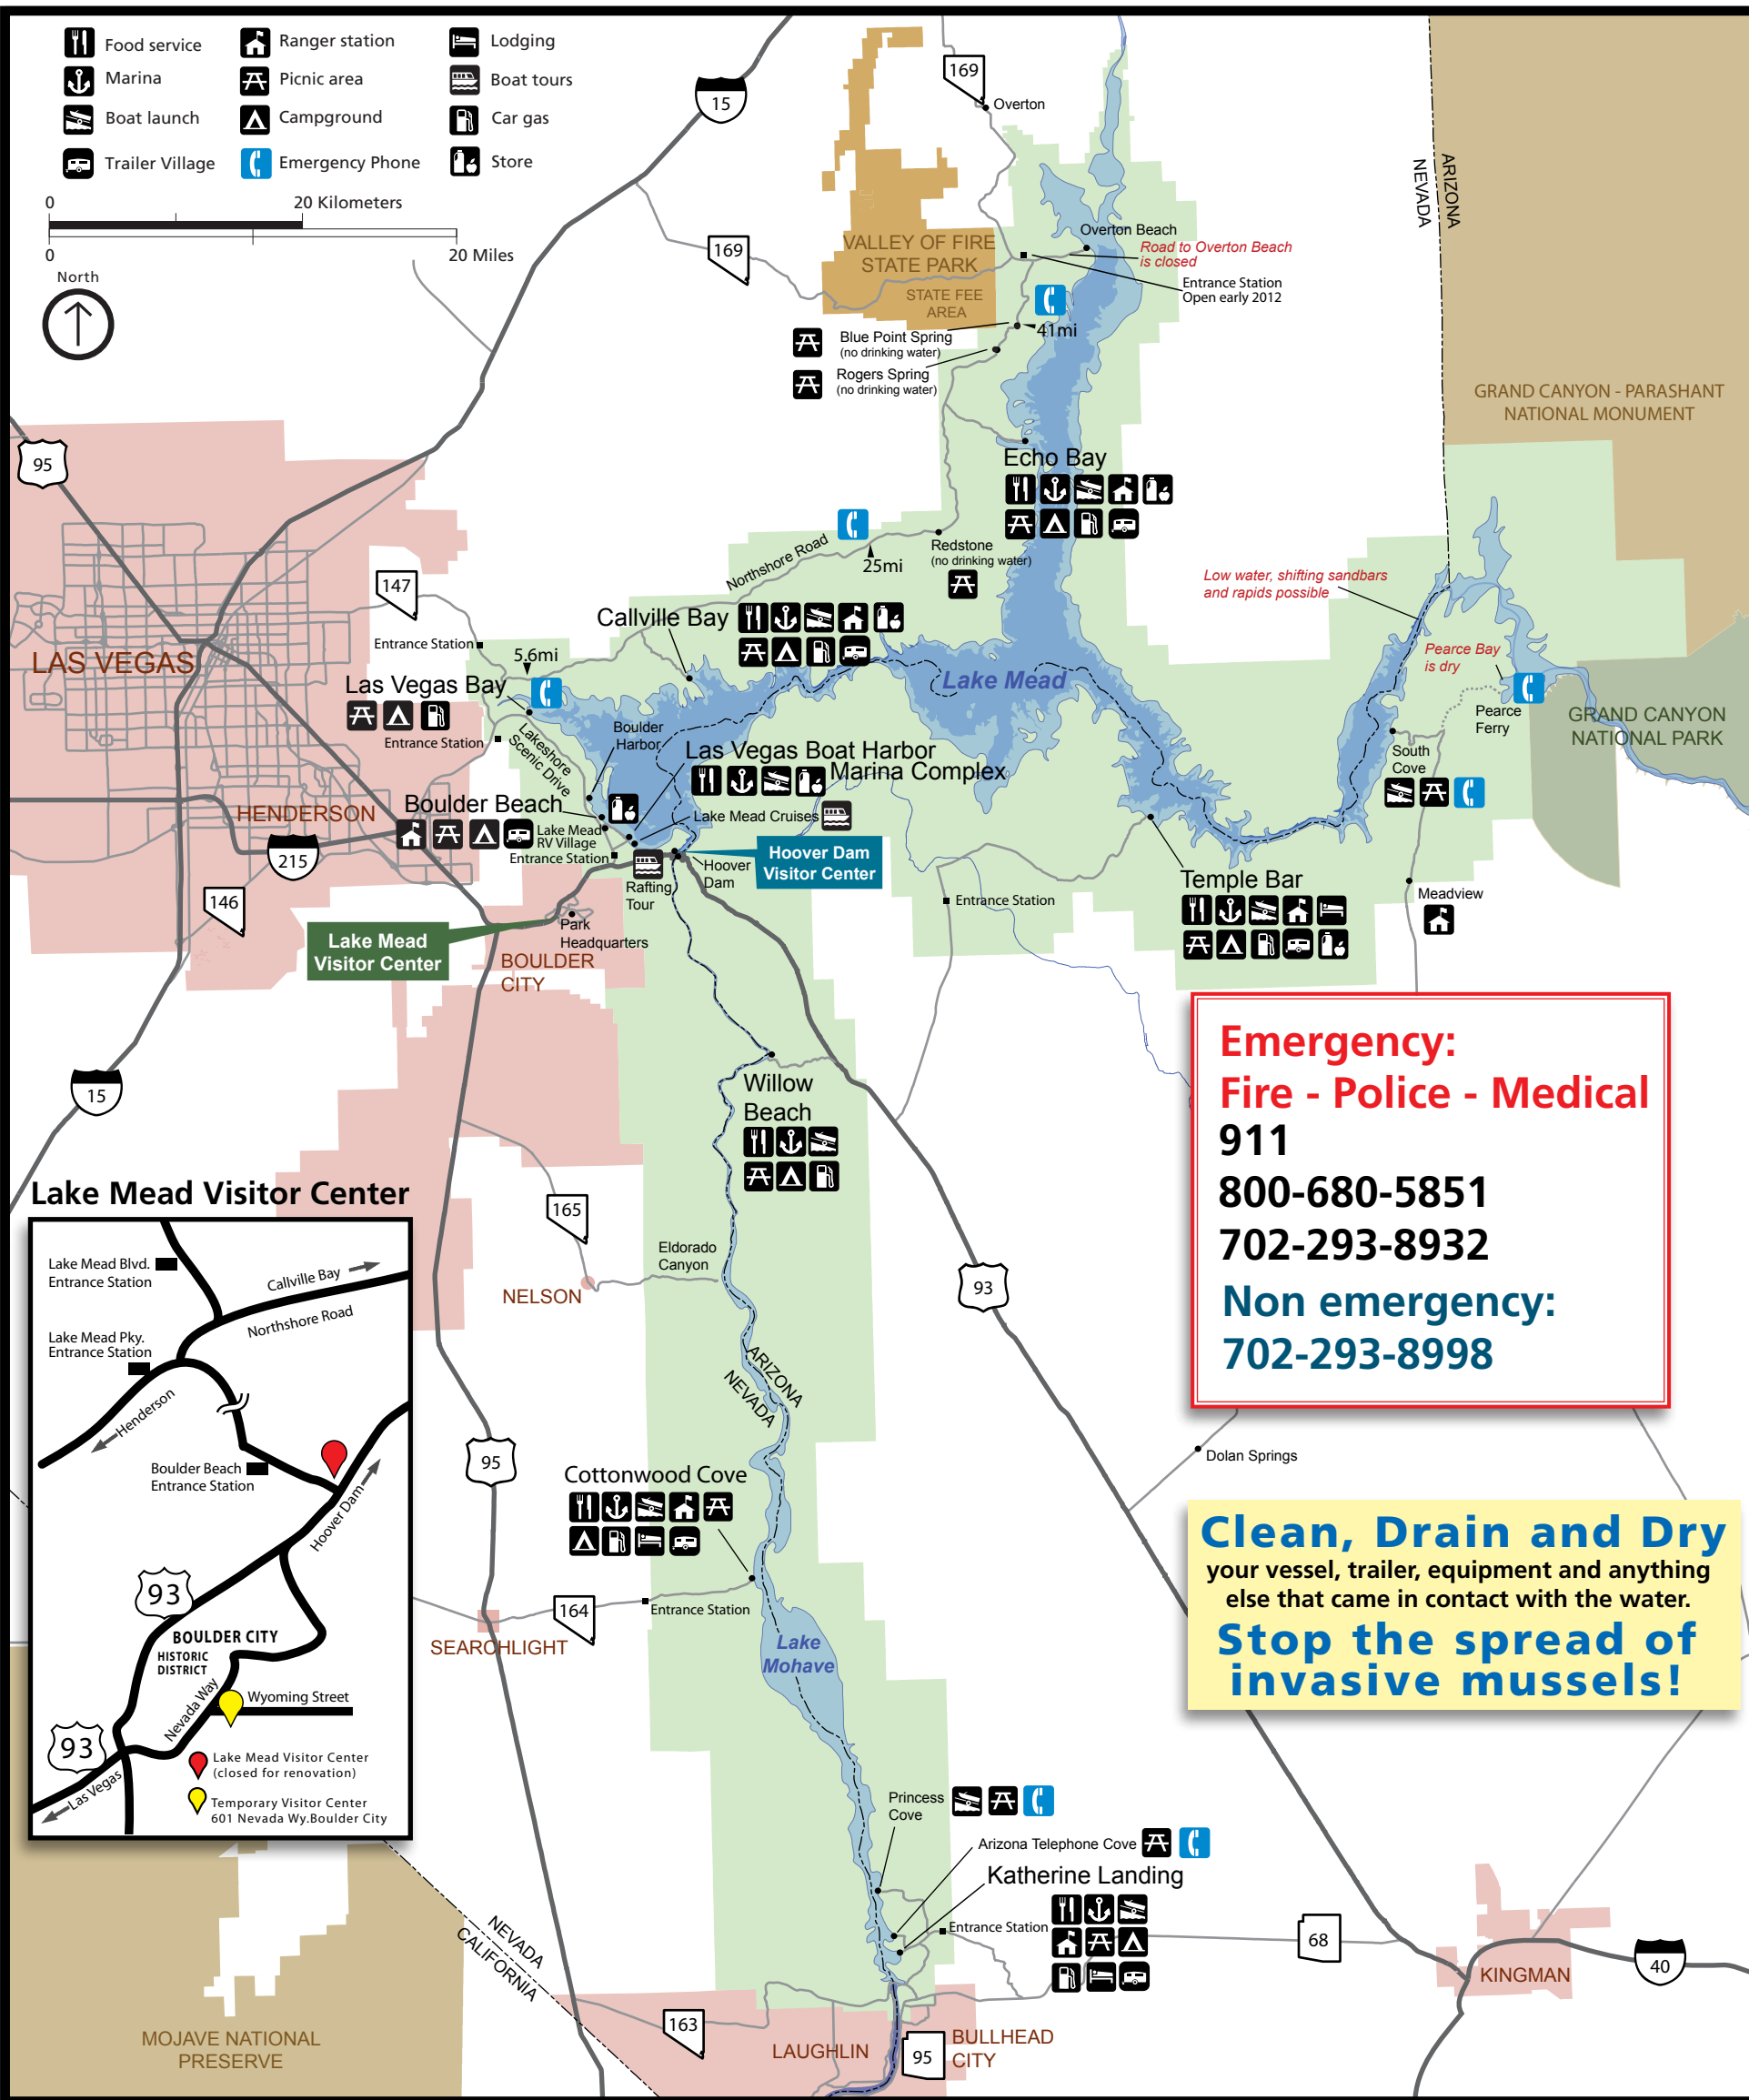 Food service
Marina
Boat launch
Trailer Village
Ranger station
Picnic area
Campground
Emergency Phone
Lodging
Boat tours
Car gas
Store
0
20 Kilometers
0
20 Miles
North
15
169
Overton
169
VALLEY OF FIRE
STATE PARK
STATE FEE
AREA
Overton Beach
Road to Overton Beach
is closed
Entrance Station
Open early 2012
NEVADA
ARIZONA
41mi
Blue Point Spring
(no drinking water)
Rogers Spring
(no drinking water)
GRAND CANYON - PARASHANT
NATIONAL MONUMENT
95
Echo Bay
Northshore Road
25mi
Redstone
(no drinking water)
147
Callville Bay
Low water, shifting sandbars
and rapids possible
Entrance Station
LAS VEGAS
5.6mi
Las Vegas Bay
Lake Mead
Pearce Bay
is dry
Pearce
Ferry
GRAND CANYON
NATIONAL PARK
Entrance Station
Lakeshore
Scenic Drive
Boulder
Harbor
Las Vegas Boat Harbor
Marina Complex
South
Cove
HENDERSON
Boulder Beach
Lake Mead Cruises
Lake Mead
RV Village
Entrance Station
215
Hoover Dam
Visitor Center
Hoover
Dam
Rafting
Tour
146
Temple Bar
Entrance Station
Meadview
Park
Headquarters
Lake Mead
Visitor Center
BOULDER
CITY
15
Willow
Beach
Emergency:
Fire - Police - Medical
911
800-680-5851
702-293-8932
Non emergency:
702-293-8998
165
Eldorado
Canyon
NELSON
93
ARIZONA
NEVADA
Lake Mead Visitor Center
Lake Mead Blvd.
Entrance Station
Callville Bay
Northshore Road
Lake Mead Pky.
Entrance Station
Henderson
Boulder Beach
Entrance Station
Hoover Dam
93
BOULDER CITY
HISTORIC
DISTRICT
Nevada Way
Wyoming Street
93
Las Vegas
Lake Mead Visitor Center
(closed for renovation)
Temporary Visitor Center
601 Nevada Wy.Boulder City
95
Cottonwood Cove
Dolan Springs
Clean, Drain and Dry
your vessel, trailer, equipment and anything
else that came in contact with the water.
Stop the spread of
invasive mussels!
164
Entrance Station
SEARCHLIGHT
Lake
Mohave
Princess
Cove
Arizona Telephone Cove
Katherine Landing
Entrance Station
NEVADA
CALIFORNIA
68
KINGMAN
40
MOJAVE NATIONAL
PRESERVE
163
LAUGHLIN
95
BULLHEAD
CITY